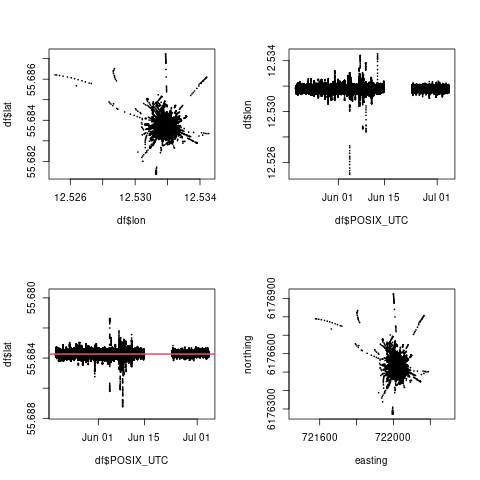 55.682 55.684 55.686
df$lat
12.526 12.530 12.534
df$lon
12.526 12.530 12.534
df$lon
Jun 01 Jun 15 Jul 01
df$POSIX_UTC
55.688 55.684 55.680
df$lat
Jun 01 Jun 15 Jul 01
df$POSIX_UTC
6176300 6176600 6176900
northing
721600 722000
easting